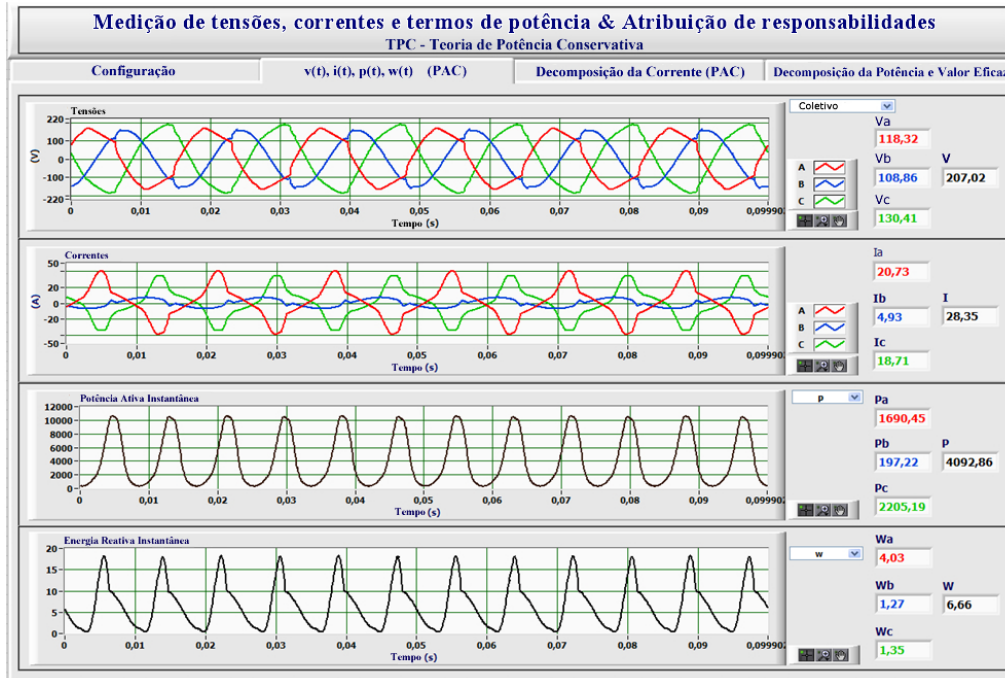 Medição de tensões, correntes e termos de potência & Atribuição de responsabilidades
TPC - Teoria de Potência Conservativa
Configuração
v(t), i(t), p(t), w(t) (PAC)
Decomposição da Corrente (PAC)
Decomposição da Potência e Valor Eficaz
Tensões
220
100
0
-100
-220
(V)
0 0,01 0,02 0,03 0,04 0,05 0,06 0,07 0,08 0,09 0,09990
Tempo (s)
Coletivo
Va
118,32
A
B
C
Vb
108,86
V
207,02
Vc
130,41
Correntes
50
20
0
-20
-50
(A)
0 0,01 0,02 0,03 0,04 0,05 0,06 0,07 0,08 0,09 0,09990
Tempo (s)
Ia
20,73
A
B
C
Ib
4,93
I
28,35
Ic
18,71
Potência Ativa Instantânea
12000
10000
8000
6000
4000
2000
0
0 0,01 0,02 0,03 0,04 0,05 0,06 0,07 0,08 0,09 0,09990
Tempo (s)
p
Pa
1690,45
Pb
197,22
P
4092,86
Pc
2205,19
Energia Reativa Instantânea
20
15
10
5
0
0 0,01 0,02 0,03 0,04 0,05 0,06 0,07 0,08 0,09 0,09990
Tempo (s)
w
Wa
4,03
Wb
1,27
W
6,66
Wc
1,35